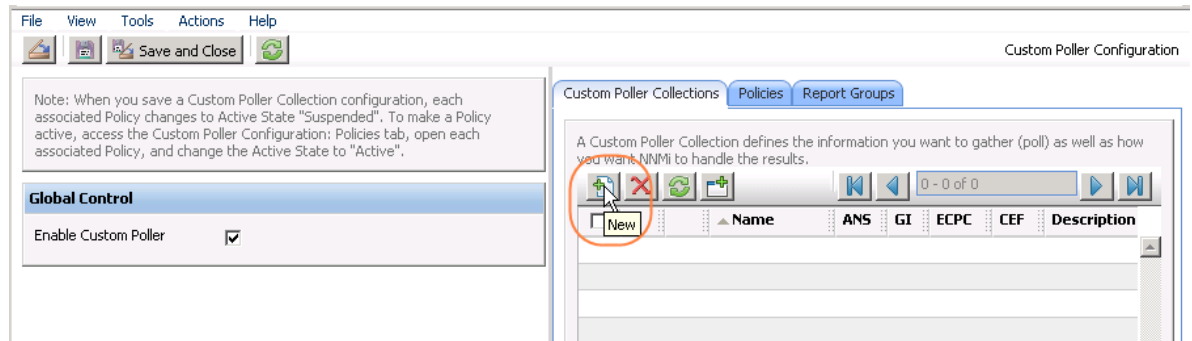 File View Tools Actions Help
Save and Close
Custom Poller Configuration
Note: When you save a Custom Poller Collection configuration, each
associated Policy changes to Active State "Suspended". To make a Policy
active, access the Custom Poller Configuration: Policies tab, open each
associated Policy, and change the Active State to "Active".
Global Control
Enable Custom Poller
Custom Poller Collections Policies Report Groups
A Custom Poller Collection defines the information you want to gather (poll) as well as how
you want NNMi to handle the results.
0 - 0 of 0
Name ANS GI ECPC CEF Description
New